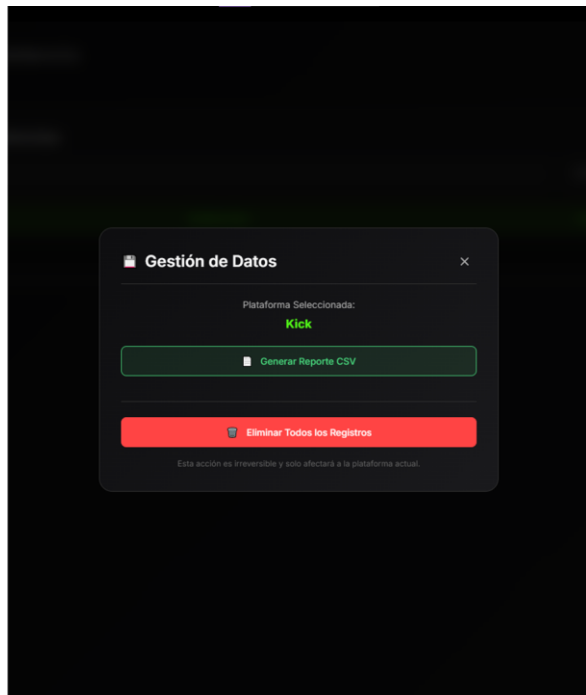 Gestión de Datos
Plataforma Seleccionada:
Kick
Generar Reporte CSV
Eliminar Todos los Registros
Esta acción es irreversible y solo afectará a la plataforma actual.